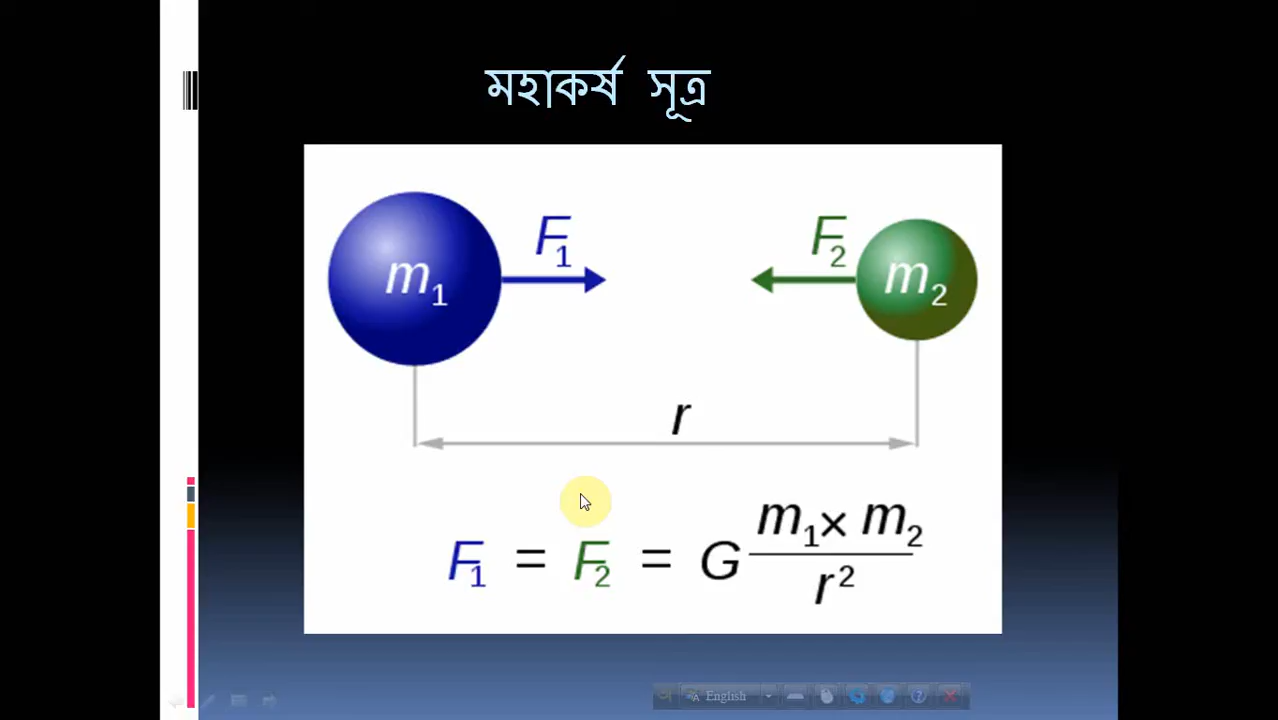 মহাকর্ষ সূত্র
F₁ F₂
m₁ m₂
r
F₁ = F₂ = G m₁ × m₂ / r²
English